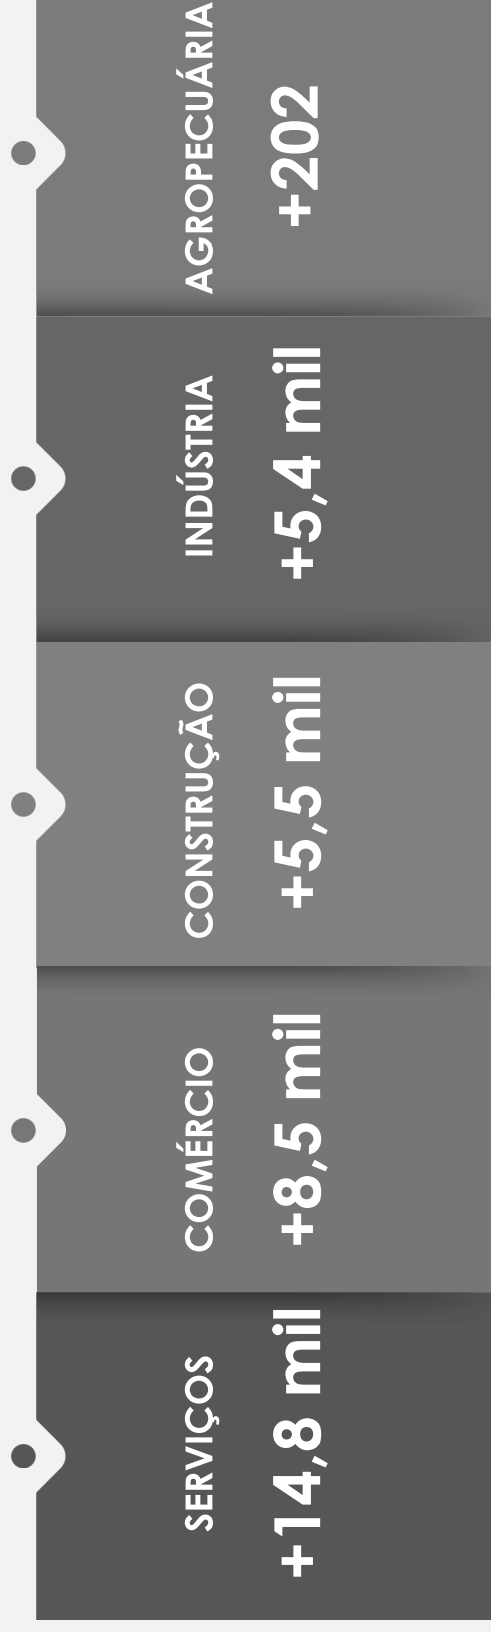 SERVIÇOS
+14,8 mil
COMÉRCIO
+8,5 mil
CONSTRUÇÃO
+5,5 mil
INDÚSTRIA
+5,4 mil
AGROPECUÁRIA
+202